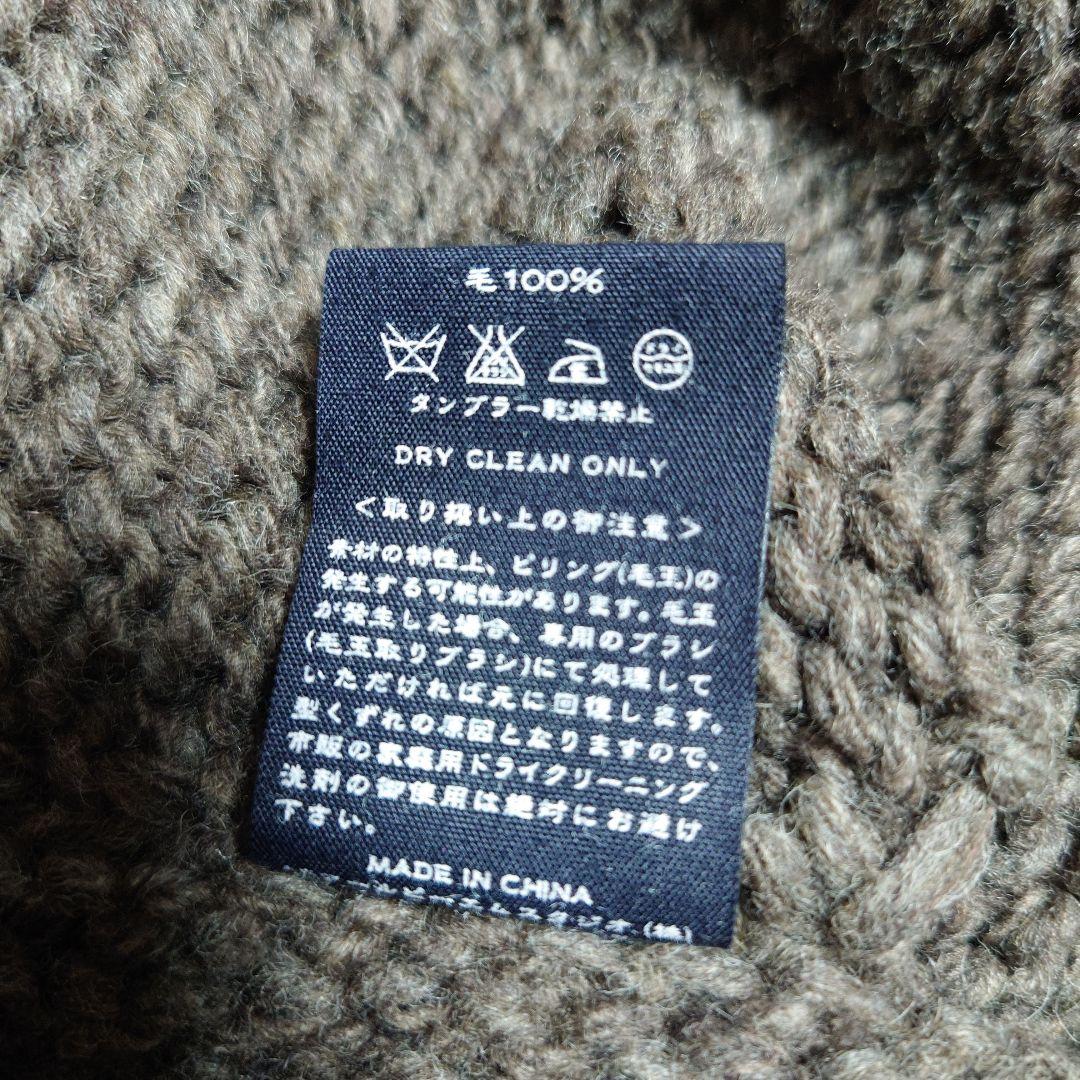 毛100%
タンブラー乾燥禁止
DRY CLEAN ONLY
<取り扱い上の御注意>
素材の特性上、ピリング(毛玉)の
発生する可能性があります。毛玉
が発生した場合、専用のブラシ
(毛玉取りブラシ)にて処理して
いただければ元に回復します。
型くずれの原因となりますので、
市販の家庭用ドライクリーニング
洗剤の御使用は絶対にお避け
下さい。
MADE IN CHINA
スタジオ(株)